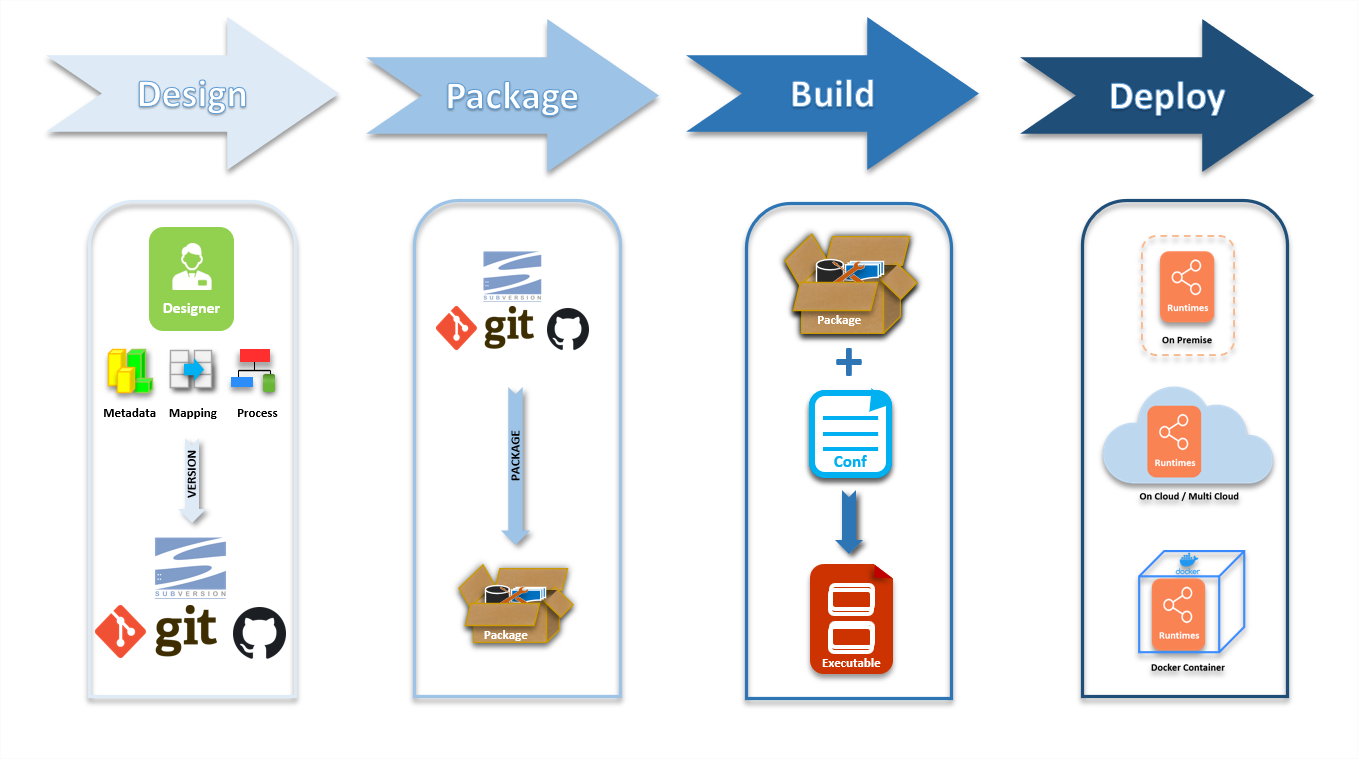 Design
Package
Build
Deploy
Designer
Metadata
Mapping
Process
VERSION
SUBVERSION
git
SUBVERSION
git
PACKAGE
Package
Package
+
Conf
Executable
Runtimes
On Premise
Runtimes
On Cloud / Multi Cloud
docker
Runtimes
Docker Container